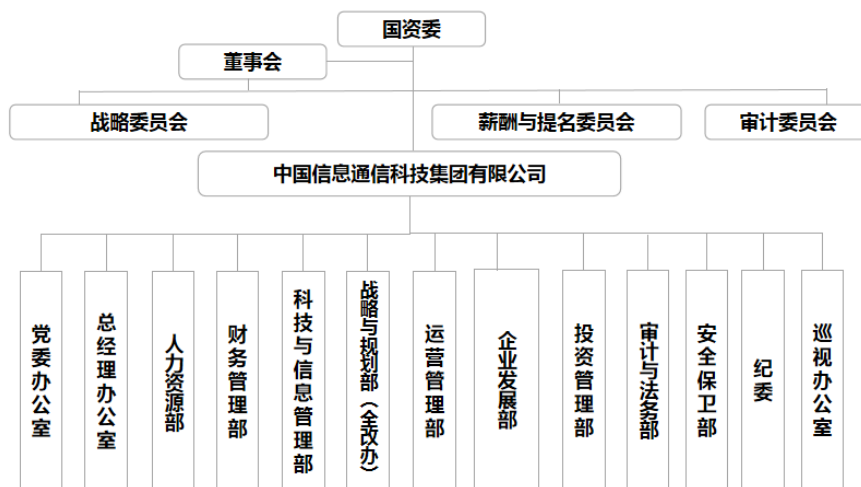 国资委
董事会
战略委员会
薪酬与提名委员会
审计委员会
中国信息通信科技集团有限公司
党委办公室
总经理办公室
人力资源部
财务管理部
科技与信息管理部
战略与规划部（全改办）
运营管理部
企业发展部
投资管理部
审计与法务部
安全保卫部
纪委
巡视办公室